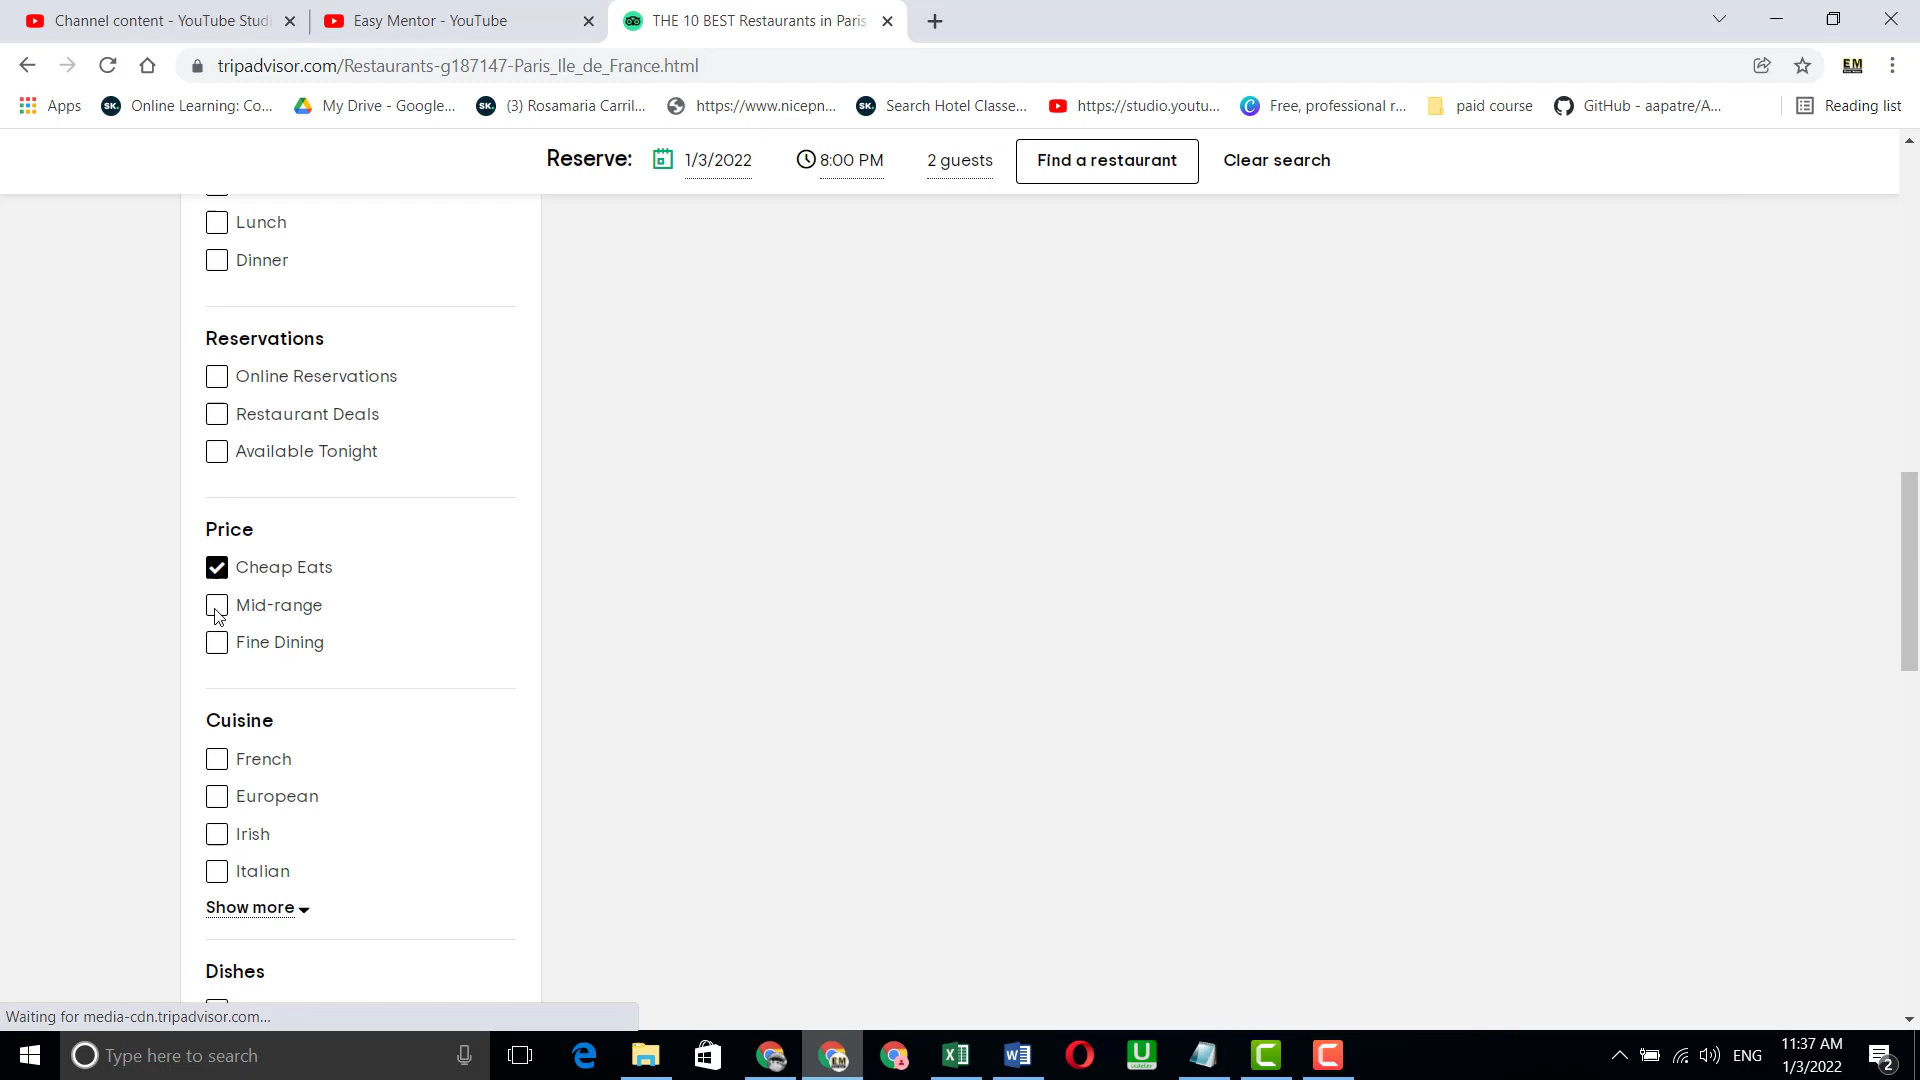 Channel content - YouTube Studi
Easy Mentor - YouTube
THE 10 BEST Restaurants in Paris
tripadvisor.com/Restaurants-g187147-Paris_Ile_de_France.html
EM
Apps
SK. Online Learning: Co...
My Drive - Google...
SK. (3) Rosamaria Carril...
https://www.nicepn...
SK. Search Hotel Classe...
https://studio.youtu...
Free, professional r...
paid course
GitHub - aapatre/A...
Reading list
Reserve: 1/3/2022 8:00 PM 2 guests Find a restaurant Clear search
Lunch
Dinner
Reservations
Online Reservations
Restaurant Deals
Available Tonight
Price
Cheap Eats
Mid-range
Fine Dining
Cuisine
French
European
Irish
Italian
Show more
Dishes
Waiting for media-cdn.tripadvisor.com...
Type here to search
ENG
11:37 AM
1/3/2022
2